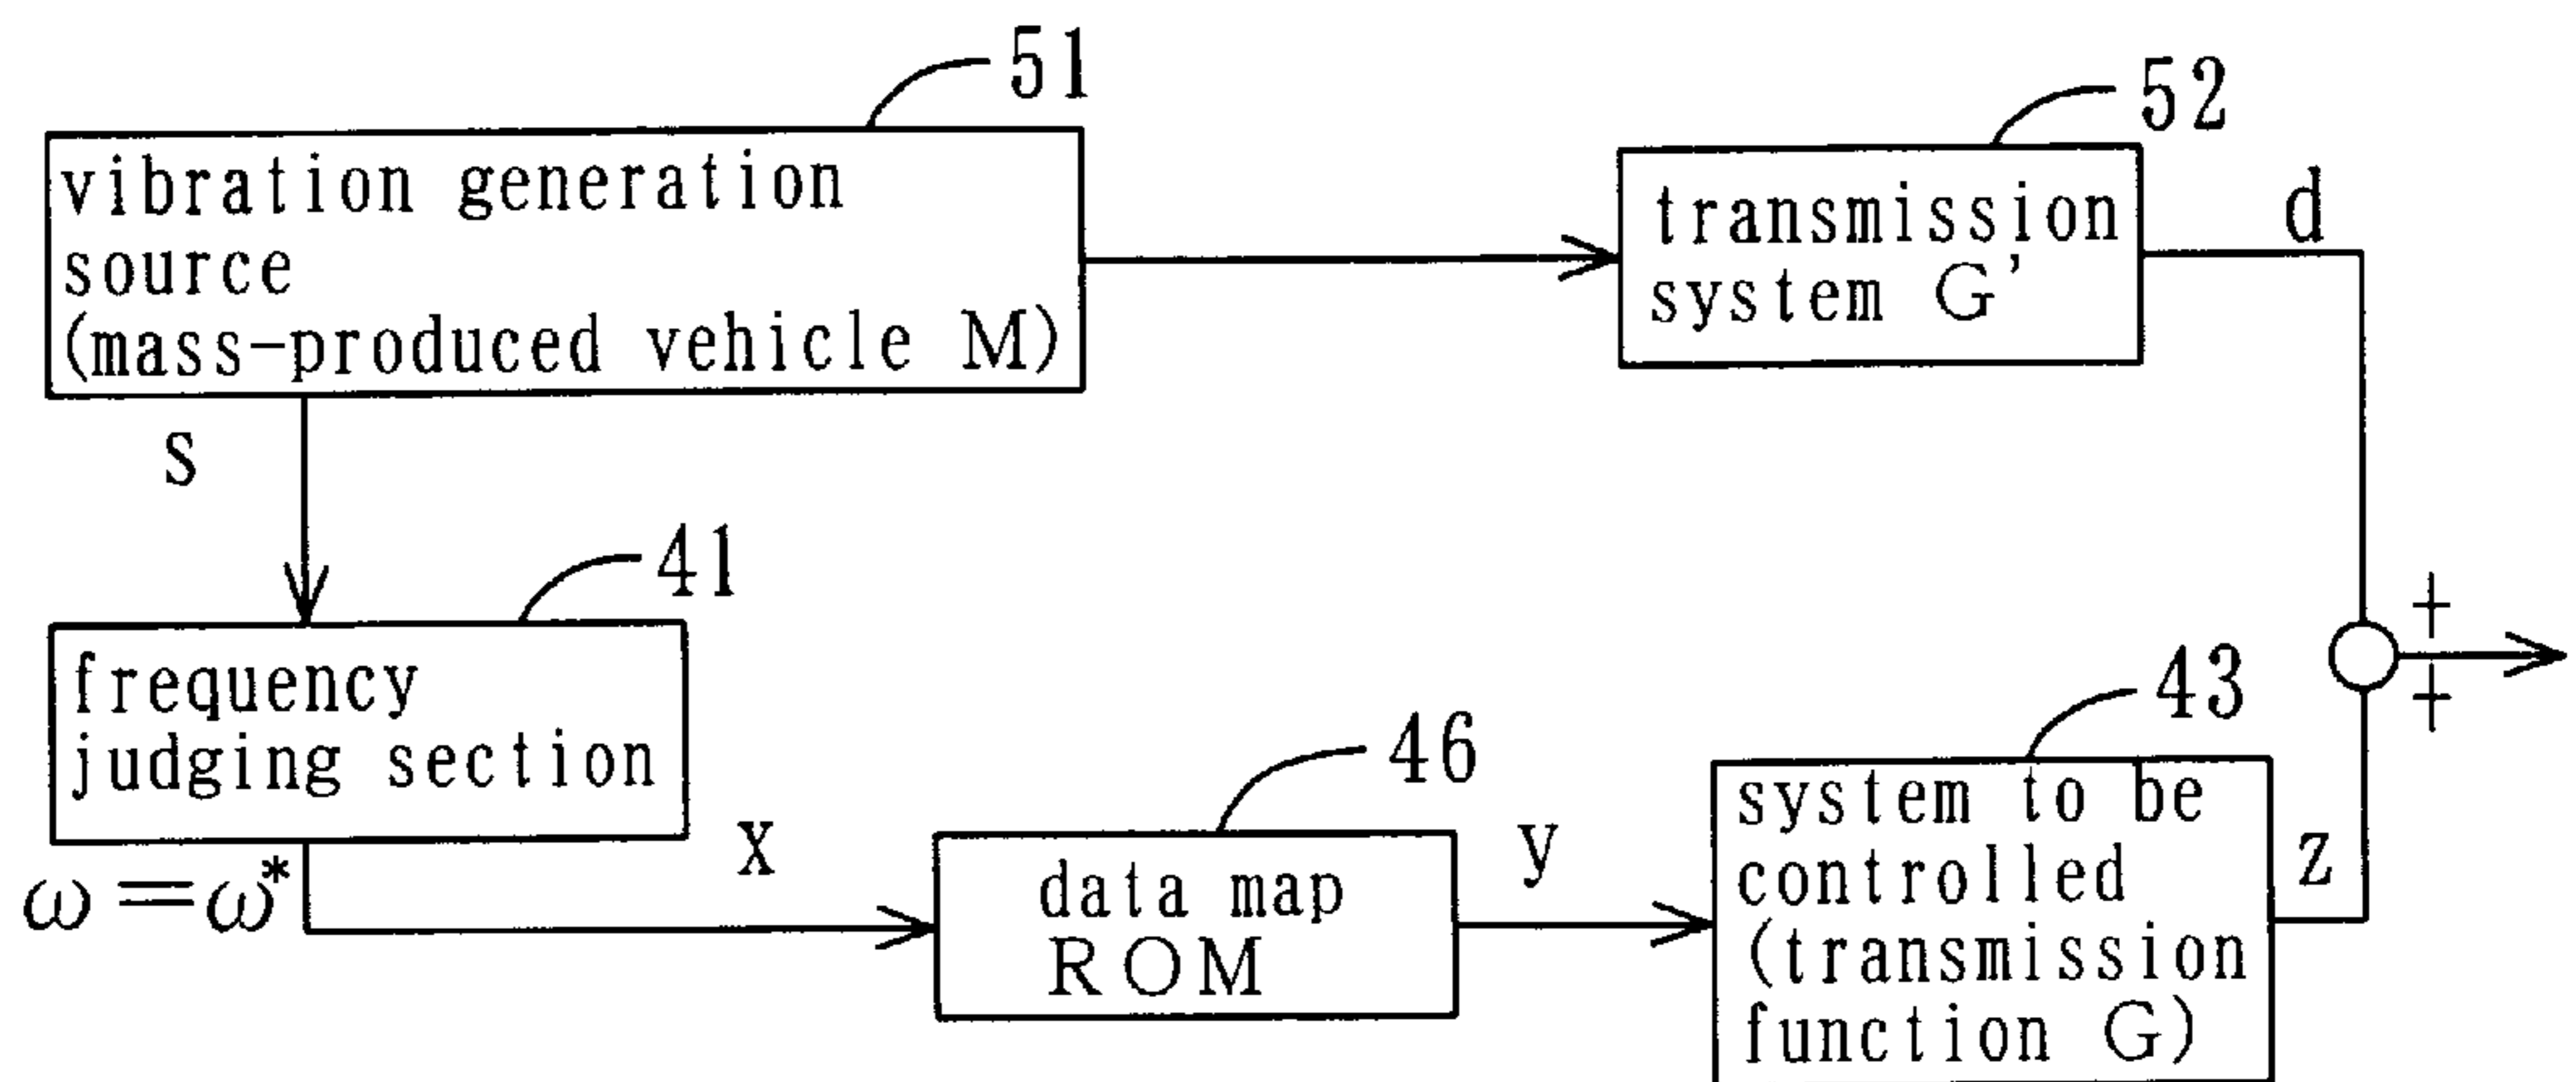 51
vibration generation
source
(mass-produced vehicle M)
52
transmission
system G'
d
s
41
frequency
judging section
ω=ω*
x
46
data map
ROM
y
43
system to be
controlled
(transmission
function G)
z
+
+